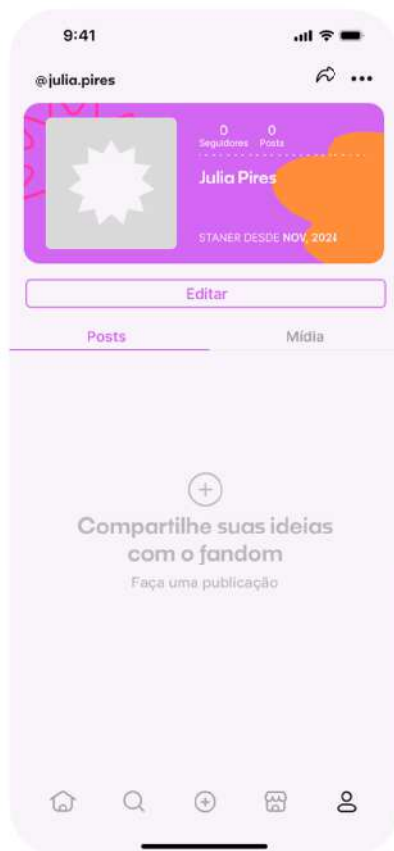 9:41
@julia.pires
0 0
Seguidores Posts
Julia Pires
STANER DESDE NOV, 2024
Editar
Posts Mídia
Compartilhe suas ideias
com o fandom
Faça uma publicação